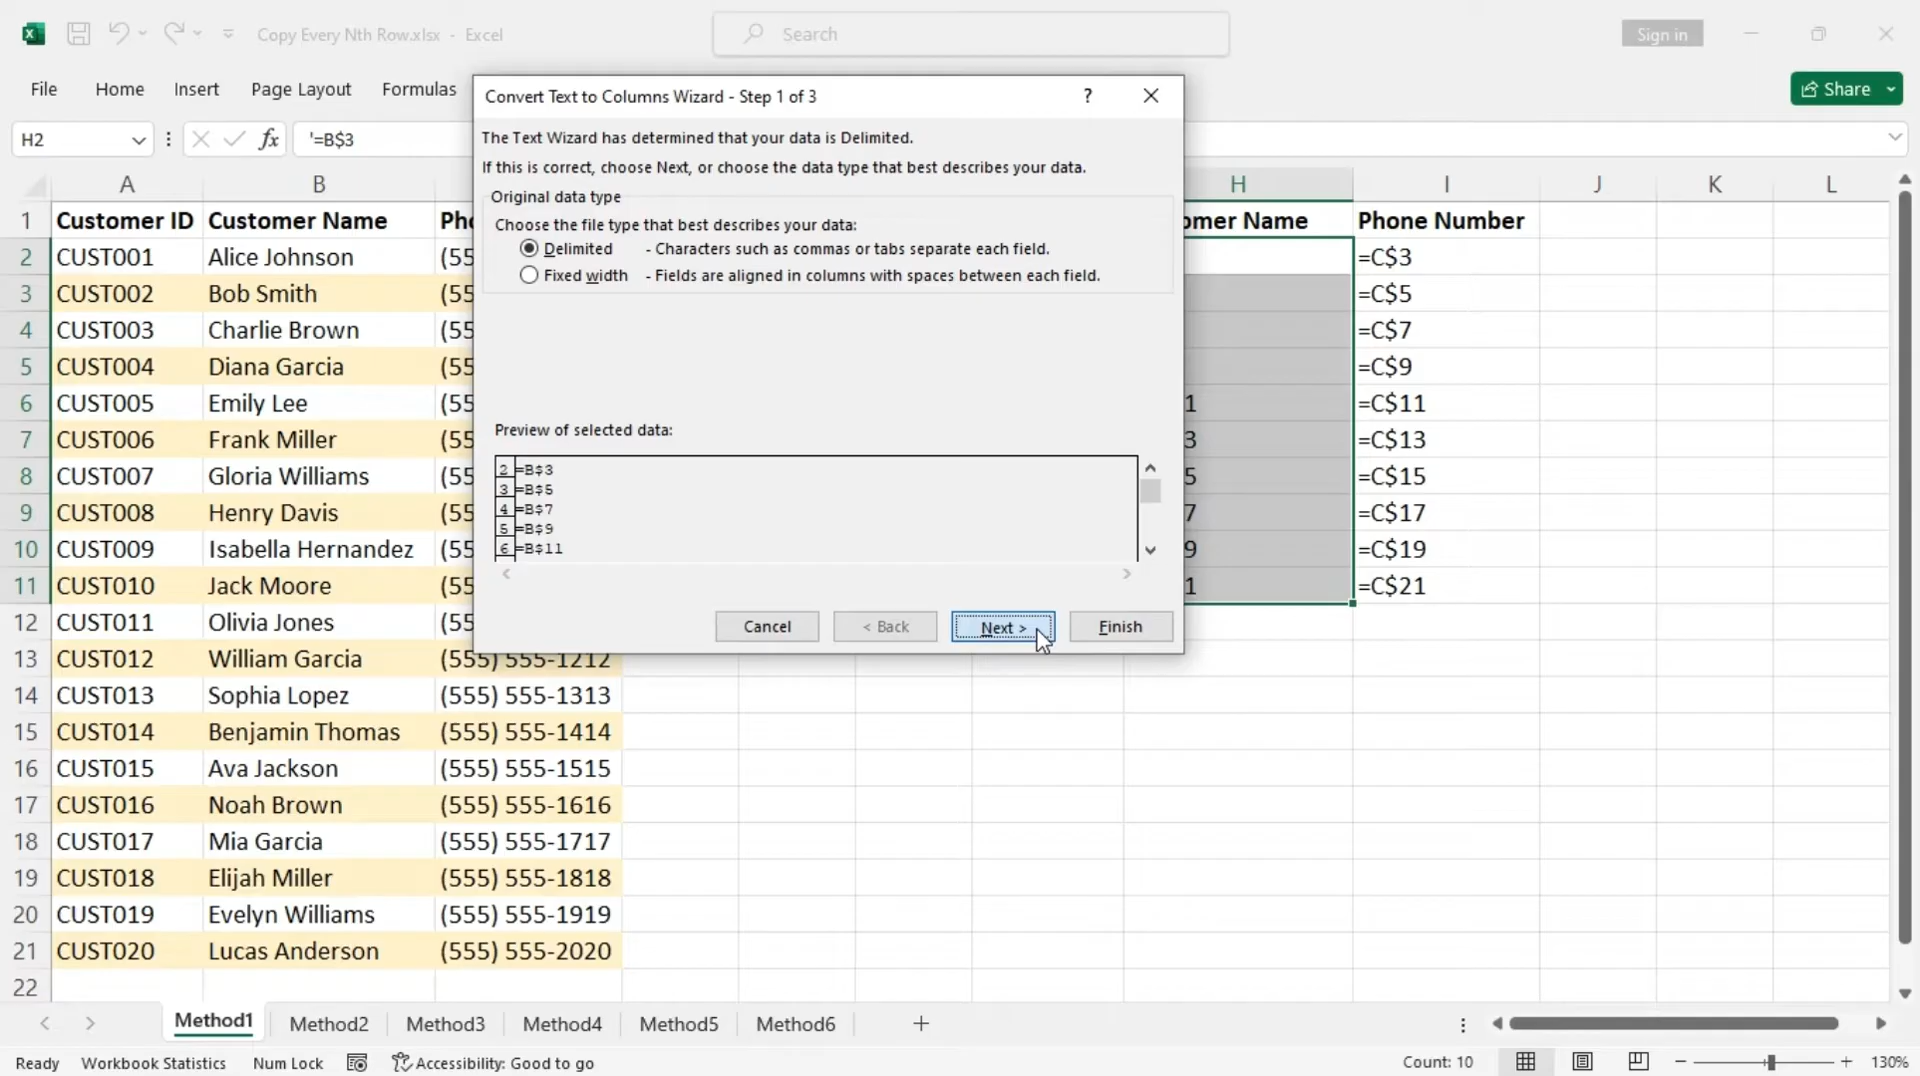 Copy Every Nth Row.xlsx - Excel
Search
Sign in
File Home Insert Page Layout Formulas
Share
H2
fx '=B$3
Convert Text to Columns Wizard - Step 1 of 3
?
The Text Wizard has determined that your data is Delimited.
If this is correct, choose Next, or choose the data type that best describes your data.
Original data type
Choose the file type that best describes your data:
Delimited - Characters such as commas or tabs separate each field.
Fixed width - Fields are aligned in columns with spaces between each field.
Preview of selected data:
2 =B$3
3 =B$5
4 =B$7
5 =B$9
6 =B$11
Cancel < Back Next > Finish
A B H I J K L
1 Customer ID Customer Name Pho omer Name Phone Number
2 CUST001 Alice Johnson (55 =C$3
3 CUST002 Bob Smith (55 =C$5
4 CUST003 Charlie Brown (55 =C$7
5 CUST004 Diana Garcia (55 =C$9
6 CUST005 Emily Lee (55 1 =C$11
7 CUST006 Frank Miller (55 3 =C$13
8 CUST007 Gloria Williams (55 5 =C$15
9 CUST008 Henry Davis (55 7 =C$17
10 CUST009 Isabella Hernandez (55 9 =C$19
11 CUST010 Jack Moore (55 1 =C$21
12 CUST011 Olivia Jones (55
13 CUST012 William Garcia (555) 555-1212
14 CUST013 Sophia Lopez (555) 555-1313
15 CUST014 Benjamin Thomas (555) 555-1414
16 CUST015 Ava Jackson (555) 555-1515
17 CUST016 Noah Brown (555) 555-1616
18 CUST017 Mia Garcia (555) 555-1717
19 CUST018 Elijah Miller (555) 555-1818
20 CUST019 Evelyn Williams (555) 555-1919
21 CUST020 Lucas Anderson (555) 555-2020
22
Method1 Method2 Method3 Method4 Method5 Method6
Ready Workbook Statistics Num Lock Accessibility: Good to go Count: 10 130%